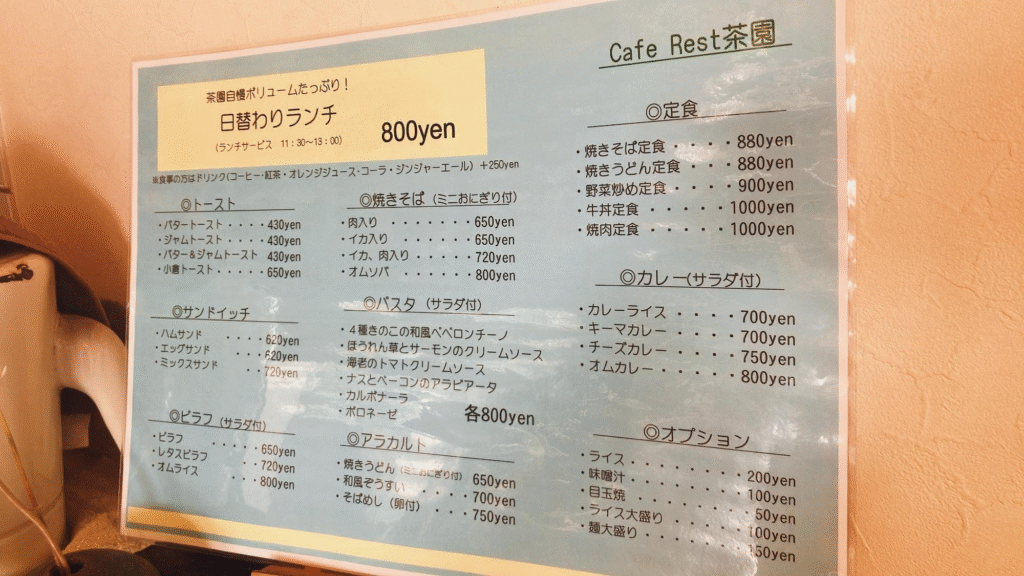 Cafe Rest茶園
茶園自慢ボリュームたっぷり！
日替わりランチ 800yen
(ランチサービス 11：30～13：00)
※食事の方はドリンク(コーヒー・紅茶・オレンジジュース・コーラ・ジンジャーエール) ＋250yen
◎トースト
・バタートースト・・・・430yen
・ジャムトースト・・・・430yen
・バター＆ジャムトースト 430yen
・小倉トースト・・・・・650yen
◎サンドイッチ
・ハムサンド ・・・・620yen
・エッグサンド ・・620yen
・ミックスサンド ・・720yen
◎ピラフ（サラダ付）
・ピラフ ・・・・650yen
・レタスピラフ ・・720yen
・オムライス ・・・800yen
◎焼きそば（ミニおにぎり付）
・肉入り ・・・・・・・650yen
・イカ入り ・・・・・・650yen
・イカ、肉入り・・・・・720yen
・オムソバ ・・・・・・800yen
◎パスタ （サラダ付）
・４種きのこの和風ペペロンチーノ
・ほうれん草とサーモンのクリームソース
・海老のトマトクリームソース
・ナスとベーコンのアラビアータ
・カルボナーラ
・ボロネーゼ 各800yen
◎アラカルト
・焼きうどん（ミニおにぎり付） 650yen
・和風ぞうすい・・・・・700yen
・そばめし（卵付）・・・750yen
◎定食
・焼きそば定食 ・・・・880yen
・焼きうどん定食 ・・・880yen
・野菜炒め定食 ・・・・900yen
・牛丼定食 ・・・・・1000yen
・焼肉定食 ・・・・・1000yen
◎カレー(サラダ付)
・カレーライス ・・・・700yen
・キーマカレー ・・・・700yen
・チーズカレー ・・・・750yen
・オムカレー ・・・・・800yen
◎オプション
・ライス ・・・・・・・200yen
・味噌汁・・・・・・・・100yen
・目玉焼 ・・・・・・・50yen
・ライス大盛り ・・・・100yen
・麺大盛り・・・・・・・150yen